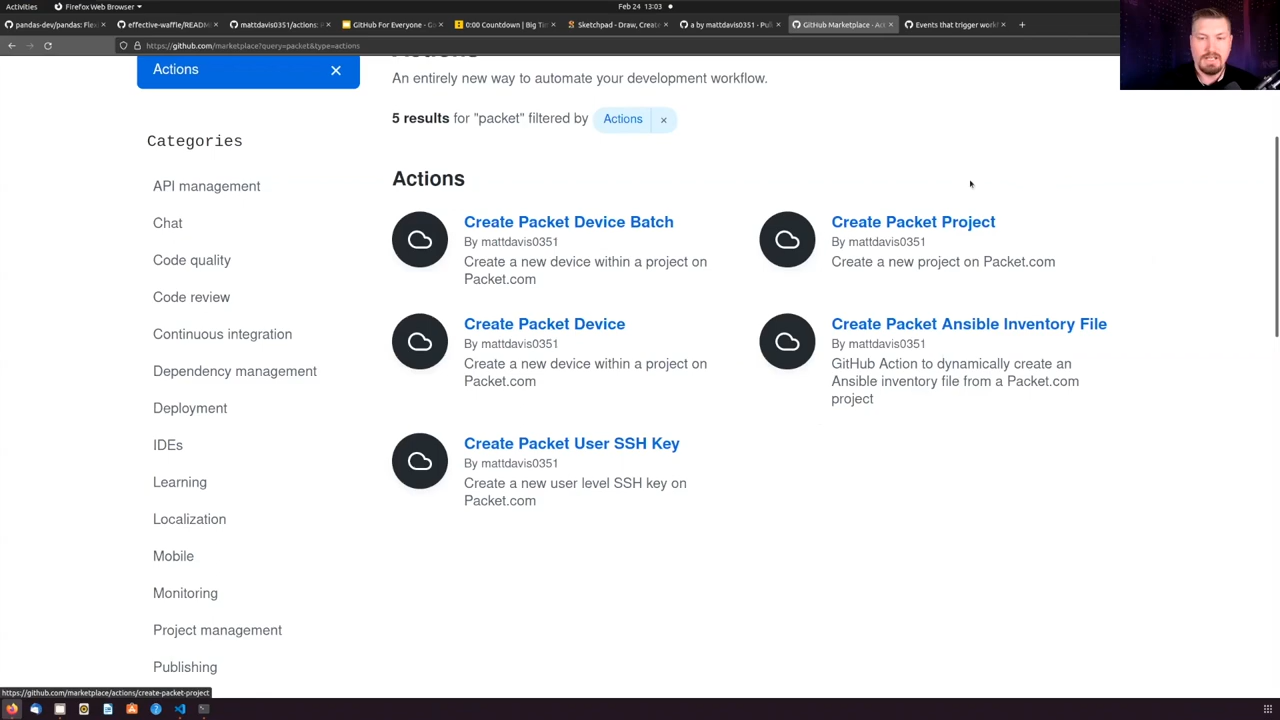 Activities
Firefox Web Browser
Feb 24 13:03
pandas-dev/pandas: Flex
effective-waffle/READM
mattdavis0351/actions:
GitHub For Everyone - G
0:00 Countdown | Big Ti
Sketchpad - Draw, Create
a by mattdavis0351 - Pul
GitHub Marketplace - Act
Events that trigger workf
https://github.com/marketplace?query=packet&type=actions
Actions
An entirely new way to automate your development workflow.
5 results for "packet" filtered by Actions ×
Categories
API management
Chat
Code quality
Code review
Continuous integration
Dependency management
Deployment
IDEs
Learning
Localization
Mobile
Monitoring
Project management
Publishing
Actions
Create Packet Device Batch
By mattdavis0351
Create a new device within a project on
Packet.com
Create Packet Project
By mattdavis0351
Create a new project on Packet.com
Create Packet Device
By mattdavis0351
Create a new device within a project on
Packet.com
Create Packet Ansible Inventory File
By mattdavis0351
GitHub Action to dynamically create an
Ansible inventory file from a Packet.com
project
Create Packet User SSH Key
By mattdavis0351
Create a new user level SSH key on
Packet.com
https://github.com/marketplace/actions/create-packet-project